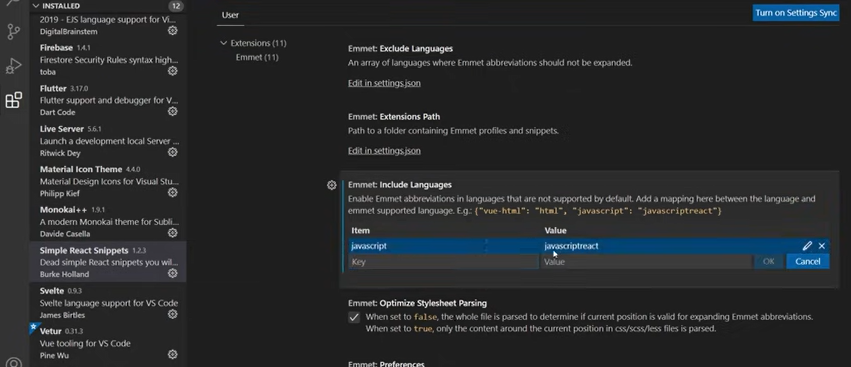 INSTALLED 12
2019 - EJS language support for Vi...
DigitalBrainstem
Firebase 1.4.1
Firestore Security Rules syntax high...
toba
Flutter 3.17.0
Flutter support and debugger for V...
Dart Code
Live Server 5.6.1
Launch a development local Server ...
Ritwick Dey
Material Icon Theme 4.4.0
Material Design Icons for Visual Stu...
Philipp Kief
Monokai++ 1.9.1
A modern Monokai theme for Subli...
Davide Casella
Simple React Snippets 1.2.3
Dead simple React snippets you wil...
Burke Holland
Svelte 0.9.3
Svelte language support for VS Code
James Birtles
Vetur 0.31.3
Vue tooling for VS Code
Pine Wu
User
Turn on Settings Sync
Extensions (11)
Emmet (11)
Emmet: Exclude Languages
An array of languages where Emmet abbreviations should not be expanded.
Edit in settings.json
Emmet: Extensions Path
Path to a folder containing Emmet profiles and snippets.
Edit in settings.json
Emmet: Include Languages
Enable Emmet abbreviations in languages that are not supported by default. Add a mapping here between the language and
emmet supported language. E.g.: {"vue-html": "html", "javascript": "javascriptreact"}
Item Value
javascript javascriptreact
Key Value OK Cancel
Emmet: Optimize Stylesheet Parsing
When set to false, the whole file is parsed to determine if current position is valid for expanding Emmet abbreviations.
When set to true, only the content around the current position in css/scss/less files is parsed.
Emmet: Preferences